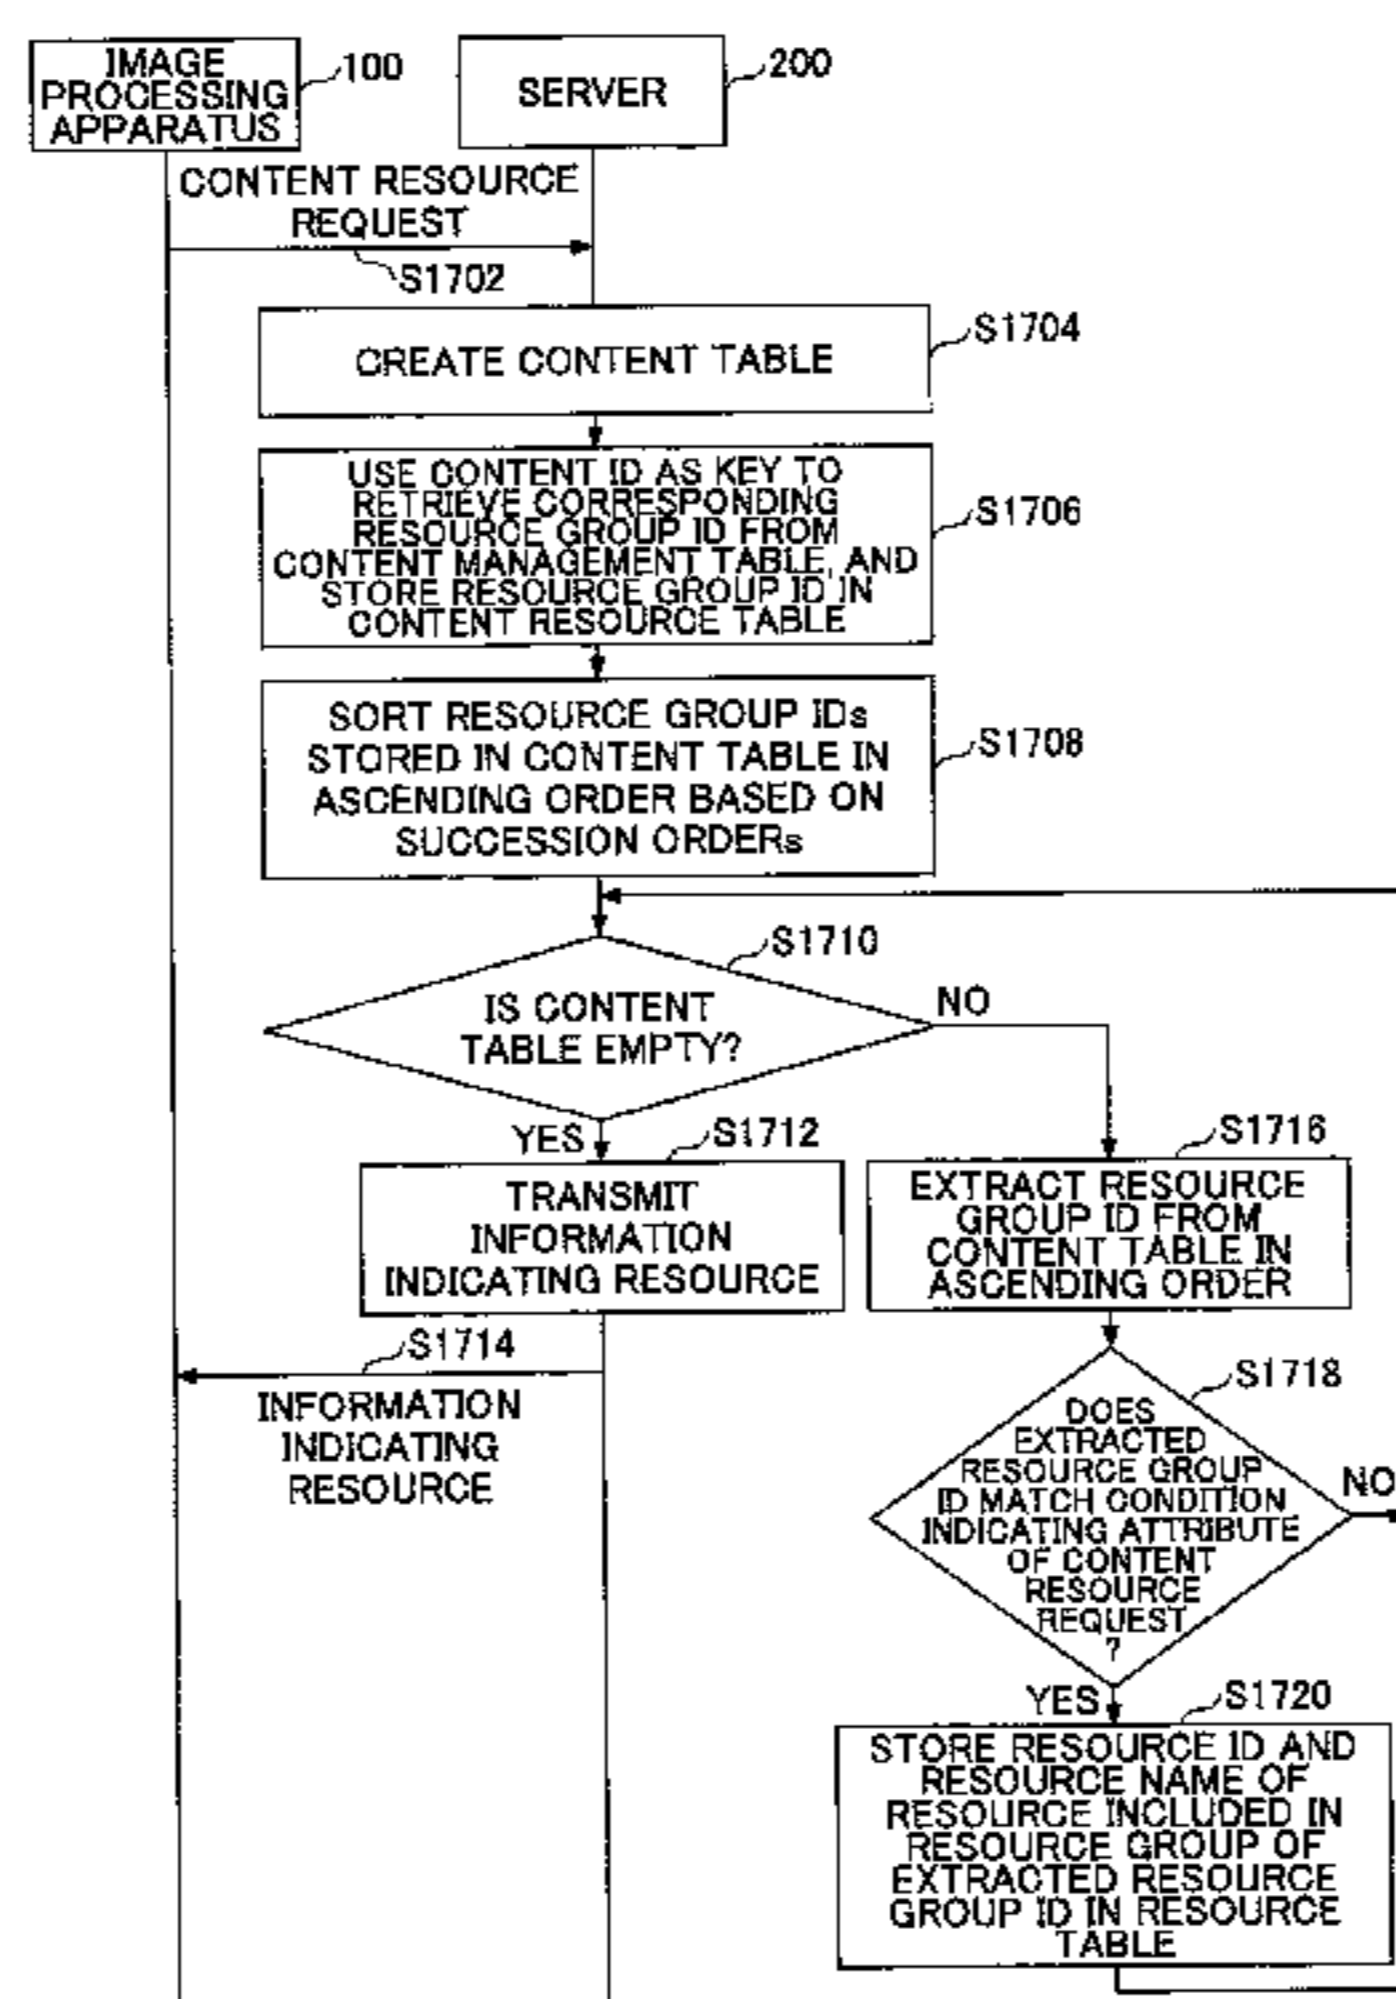 IMAGE
PROCESSING
APPARATUS
100
SERVER
200
CONTENT RESOURCE
REQUEST
S1702
CREATE CONTENT TABLE
S1704
USE CONTENT ID AS KEY TO
RETRIEVE CORRESPONDING
RESOURCE GROUP ID FROM
CONTENT MANAGEMENT TABLE, AND
STORE RESOURCE GROUP ID IN
CONTENT RESOURCE TABLE
S1706
SORT RESOURCE GROUP IDs
STORED IN CONTENT TABLE IN
ASCENDING ORDER BASED ON
SUCCESSION ORDERs
S1708
S1710
IS CONTENT
TABLE EMPTY?
NO
YES
S1712
TRANSMIT
INFORMATION
INDICATING RESOURCE
S1714
INFORMATION
INDICATING
RESOURCE
S1716
EXTRACT RESOURCE
GROUP ID FROM
CONTENT TABLE IN
ASCENDING ORDER
S1718
DOES
EXTRACTED
RESOURCE GROUP
ID MATCH CONDITION
INDICATING ATTRIBUTE
OF CONTENT
RESOURCE
REQUEST
?
NO
YES
S1720
STORE RESOURCE ID AND
RESOURCE NAME OF
RESOURCE INCLUDED IN
RESOURCE GROUP OF
EXTRACTED RESOURCE
GROUP ID IN RESOURCE
TABLE